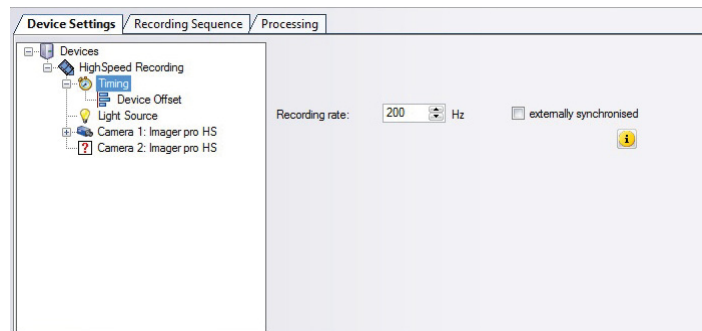 Device Settings Recording Sequence Processing
Devices
HighSpeed Recording
Timing
Device Offset
Light Source
Camera 1: Imager pro HS
? Camera 2: Imager pro HS
Recording rate: 200 Hz externally synchronised
i